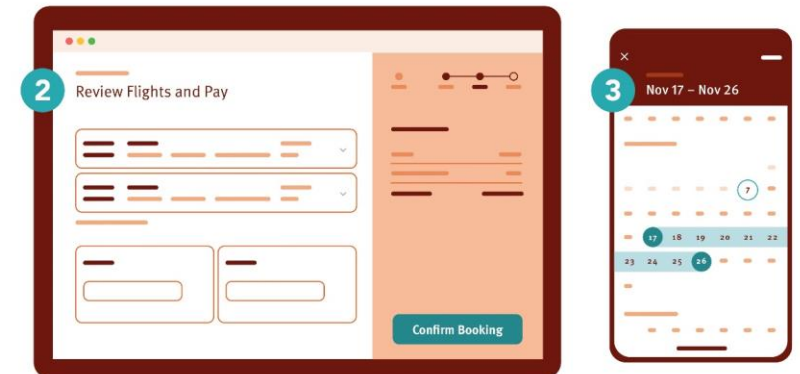 2
Review Flights and Pay
Confirm Booking
3
Nov 17 – Nov 26
7
17 18 19 20 21 22
23 24 25 26